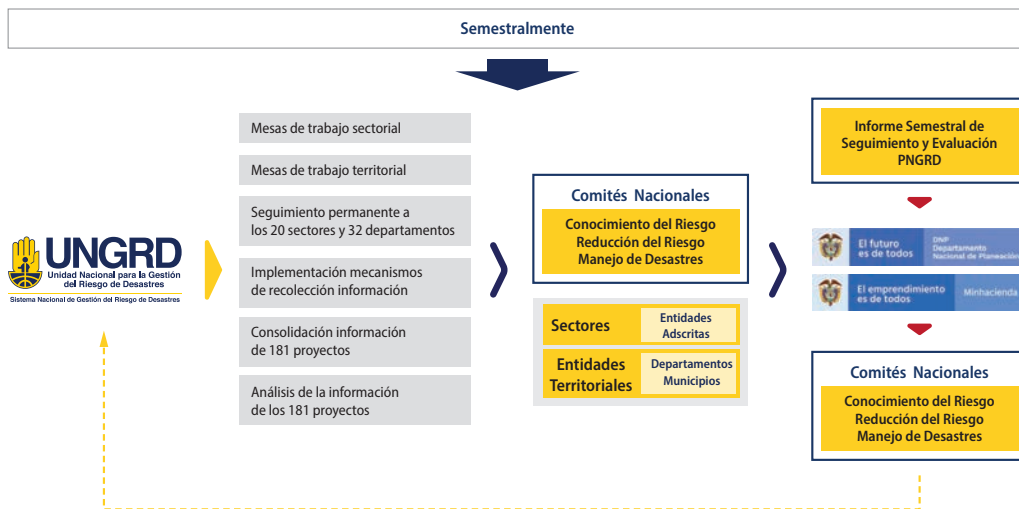 Semestralmente
UNGRD
Unidad Nacional para la Gestión
del Riesgo de Desastres
Sistema Nacional de Gestión del Riesgo de Desastres
Mesas de trabajo sectorial
Mesas de trabajo territorial
Seguimiento permanente a
los 20 sectores y 32 departamentos
Implementación mecanismos
de recolección información
Consolidación información
de 181 proyectos
Análisis de la información
de los 181 proyectos
Comités Nacionales
Conocimiento del Riesgo
Reducción del Riesgo
Manejo de Desastres
Sectores
Entidades
Adscritas
Entidades
Territoriales
Departamentos
Municipios
Informe Semestral de
Seguimiento y Evaluación
PNGRD
El futuro
es de todos
DNP
Departamento
Nacional de Planeación
El emprendimiento
es de todos
Minhacienda
Comités Nacionales
Conocimiento del Riesgo
Reducción del Riesgo
Manejo de Desastres